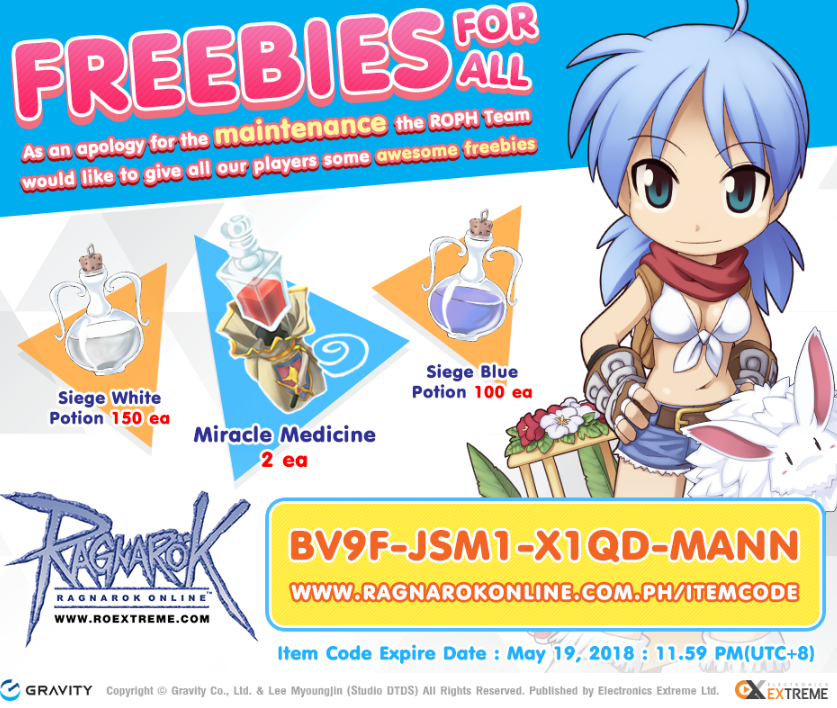 FREEBIES FOR ALL
As an apology for the maintenance the ROPH Team
would like to give all our players some awesome freebies
Siege White
Potion 150 ea
Miracle Medicine
2 ea
Siege Blue
Potion 100 ea
RAGNARÖK
RAGNAROK ONLINE™
WWW.ROEXTREME.COM
BV9F-JSM1-X1QD-MANN
WWW.RAGNAROKONLINE.COM.PH/ITEMCODE
Item Code Expire Date : May 19, 2018 : 11.59 PM(UTC+8)
GRAVITY
Copyright © Gravity Co., Ltd. & Lee MyoungJin (Studio DTDS) All Rights Reserved. Published by Electronics Extreme Ltd.
ELECTRONICS
EXTREME